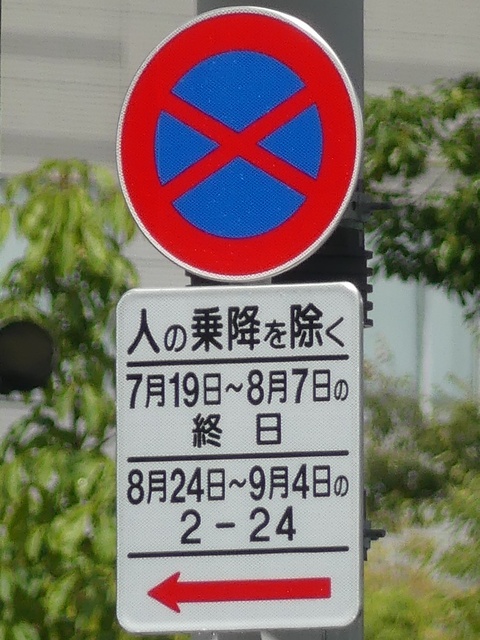 人の乗降を除く
7月19日～8月7日の
終 日
8月24日～9月4日の
2－24